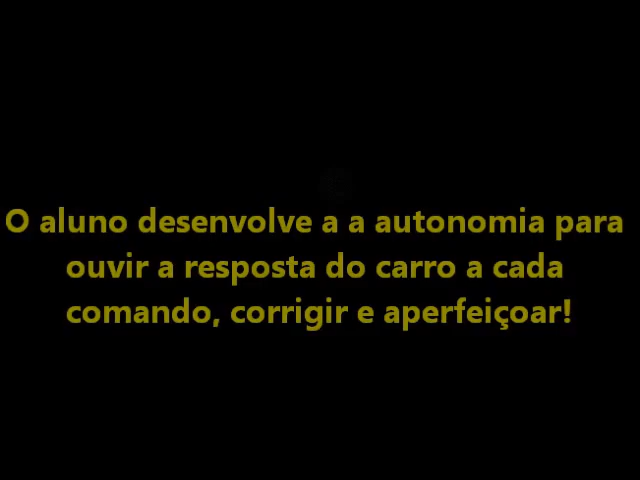 O aluno desenvolve a a autonomia para
ouvir a resposta do carro a cada
comando, corrigir e aperfeiçoar!